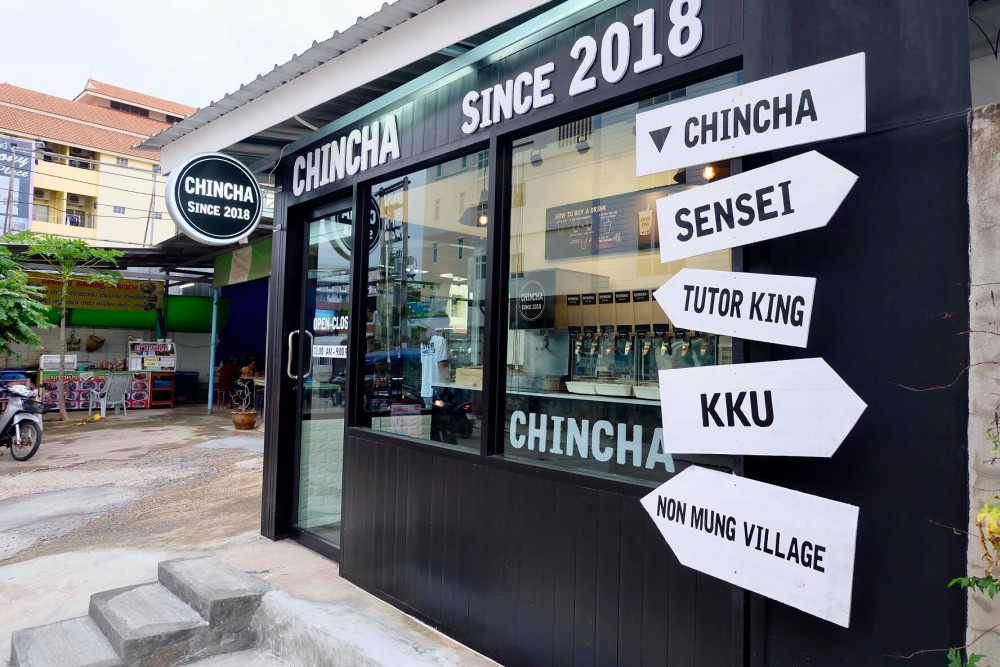 CHINCHA
SINCE 2018
CHINCHA
SINCE 2018
▼ CHINCHA
SENSEI
TUTOR KING
KKU
NON MUNG VILLAGE
HOW TO BUY A DRINK
CHINCHA
SINCE 2018
OPEN-CLOS
CHINCHA